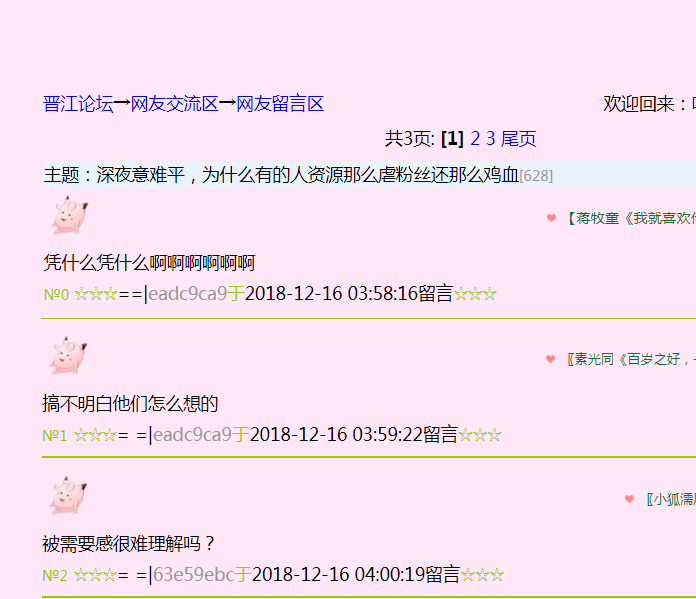 晋江论坛→网友交流区→网友留言区 欢迎回来：
共3页: [1] 2 3 尾页
主题：深夜意难平，为什么有的人资源那么虐粉丝还那么鸡血[628]
♥ 【蒋牧童《我就喜欢
凭什么凭什么啊啊啊啊啊啊
№0 ☆☆☆==|eadc9ca9于2018-12-16 03:58:16留言☆☆☆
♥ 〖素光同《百岁之好，
搞不明白他们怎么想的
№1 ☆☆☆= =|eadc9ca9于2018-12-16 03:59:22留言☆☆☆
♥ 〖小狐濡
被需要感很难理解吗？
№2 ☆☆☆= =|63e59ebc于2018-12-16 04:00:19留言☆☆☆